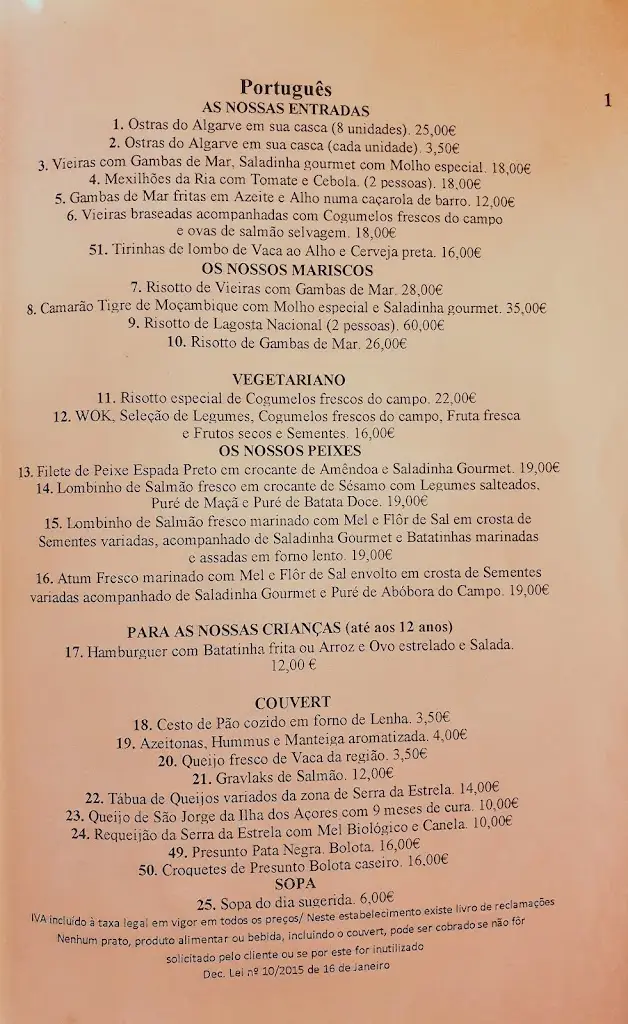 Português
1
AS NOSSAS ENTRADAS
1. Ostras do Algarve em sua casca (8 unidades). 25,00€
2. Ostras do Algarve em sua casca (cada unidade). 3,50€
3. Vieiras com Gambas de Mar, Saladinha gourmet com Molho especial. 18,00€
4. Mexilhões da Ria com Tomate e Cebola. (2 pessoas). 18,00€
5. Gambas de Mar fritas em Azeite e Alho numa caçarola de barro. 12,00€
6. Vieiras braseadas acompanhadas com Cogumelos frescos do campo
e ovas de salmão selvagem. 18,00€
51. Tirinhas de lombo de Vaca ao Alho e Cerveja preta. 16,00€
OS NOSSOS MARISCOS
7. Risotto de Vieiras com Gambas de Mar. 28,00€
8. Camarão Tigre de Moçambique com Molho especial e Saladinha gourmet. 35,00€
9. Risotto de Lagosta Nacional (2 pessoas). 60,00€
10. Risotto de Gambas de Mar. 26,00€
VEGETARIANO
11. Risotto especial de Cogumelos frescos do campo. 22,00€
12. WOK, Seleção de Legumes, Cogumelos frescos do campo, Fruta fresca
e Frutos secos e Sementes. 16,00€
OS NOSSOS PEIXES
13. Filete de Peixe Espada Preto em crocante de Amêndoa e Saladinha Gourmet. 19,00€
14. Lombinho de Salmão fresco em crocante de Sésamo com Legumes salteados,
Puré de Maçã e Puré de Batata Doce. 19,00€
15. Lombinho de Salmão fresco marinado com Mel e Flôr de Sal em crosta de
Sementes variadas, acompanhado de Saladinha Gourmet e Batatinhas marinadas
e assadas em forno lento. 19,00€
16. Atum Fresco marinado com Mel e Flôr de Sal envolto em crosta de Sementes
variadas acompanhado de Saladinha Gourmet e Puré de Abóbora do Campo. 19,00€
PARA AS NOSSAS CRIANÇAS (até aos 12 anos)
17. Hamburguer com Batatinha frita ou Arroz e Ovo estrelado e Salada.
12,00 €
COUVERT
18. Cesto de Pão cozido em forno de Lenha. 3,50€
19. Azeitonas, Hummus e Manteiga aromatizada. 4,00€
20. Queijo fresco de Vaca da região. 3,50€
21. Gravlaks de Salmão. 12,00€
22. Tábua de Queijos variados da zona de Serra da Estrela. 14,00€
23. Queijo de São Jorge da Ilha dos Açores com 9 meses de cura. 10,00€
24. Requeijão da Serra da Estrela com Mel Biológico e Canela. 10,00€
49. Presunto Pata Negra. Bolota. 16,00€
50. Croquetes de Presunto Bolota caseiro. 16,00€
SOPA
25. Sopa do dia sugerida. 6,00€
IVA incluído à taxa legal em vigor em todos os preços/ Neste estabelecimento existe livro de reclamações
Nenhum prato, produto alimentar ou bebida, incluindo o couvert, pode ser cobrado se não fôr
solicitado pelo cliente ou se por este for inutilizado
Dec. Lei nº 10/2015 de 16 de Janeiro